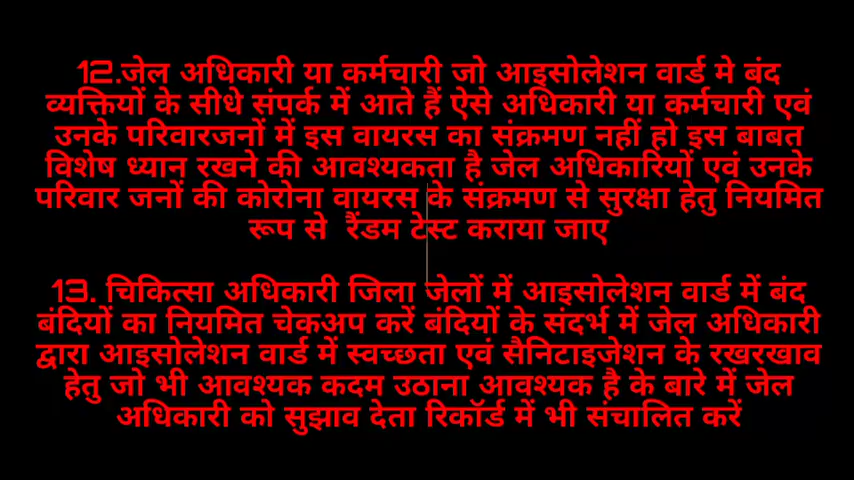 12.जेल अधिकारी या कर्मचारी जो आइसोलेशन वार्ड मे बंद
व्यक्तियों के सीधे संपर्क में आते हैं ऐसे अधिकारी या कर्मचारी एवं
उनके परिवारजनों में इस वायरस का संक्रमण नहीं हो इस बाबत
विशेष ध्यान रखने की आवश्यकता है जेल अधिकारियों एवं उनके
परिवार जनों की कोरोना वायरस के संक्रमण से सुरक्षा हेतु नियमित
रूप से रैंडम टेस्ट कराया जाए
13. चिकित्सा अधिकारी जिला जेलों में आइसोलेशन वार्ड में बंद
बंदियों का नियमित चेकअप करें बंदियों के संदर्भ में जेल अधिकारी
द्वारा आइसोलेशन वार्ड में स्वच्छता एवं सैनिटाइजेशन के रखरखाव
हेतु जो भी आवश्यक कदम उठाना आवश्यक है के बारे में जेल
अधिकारी को सुझाव देता रिकॉर्ड में भी संचालित करें